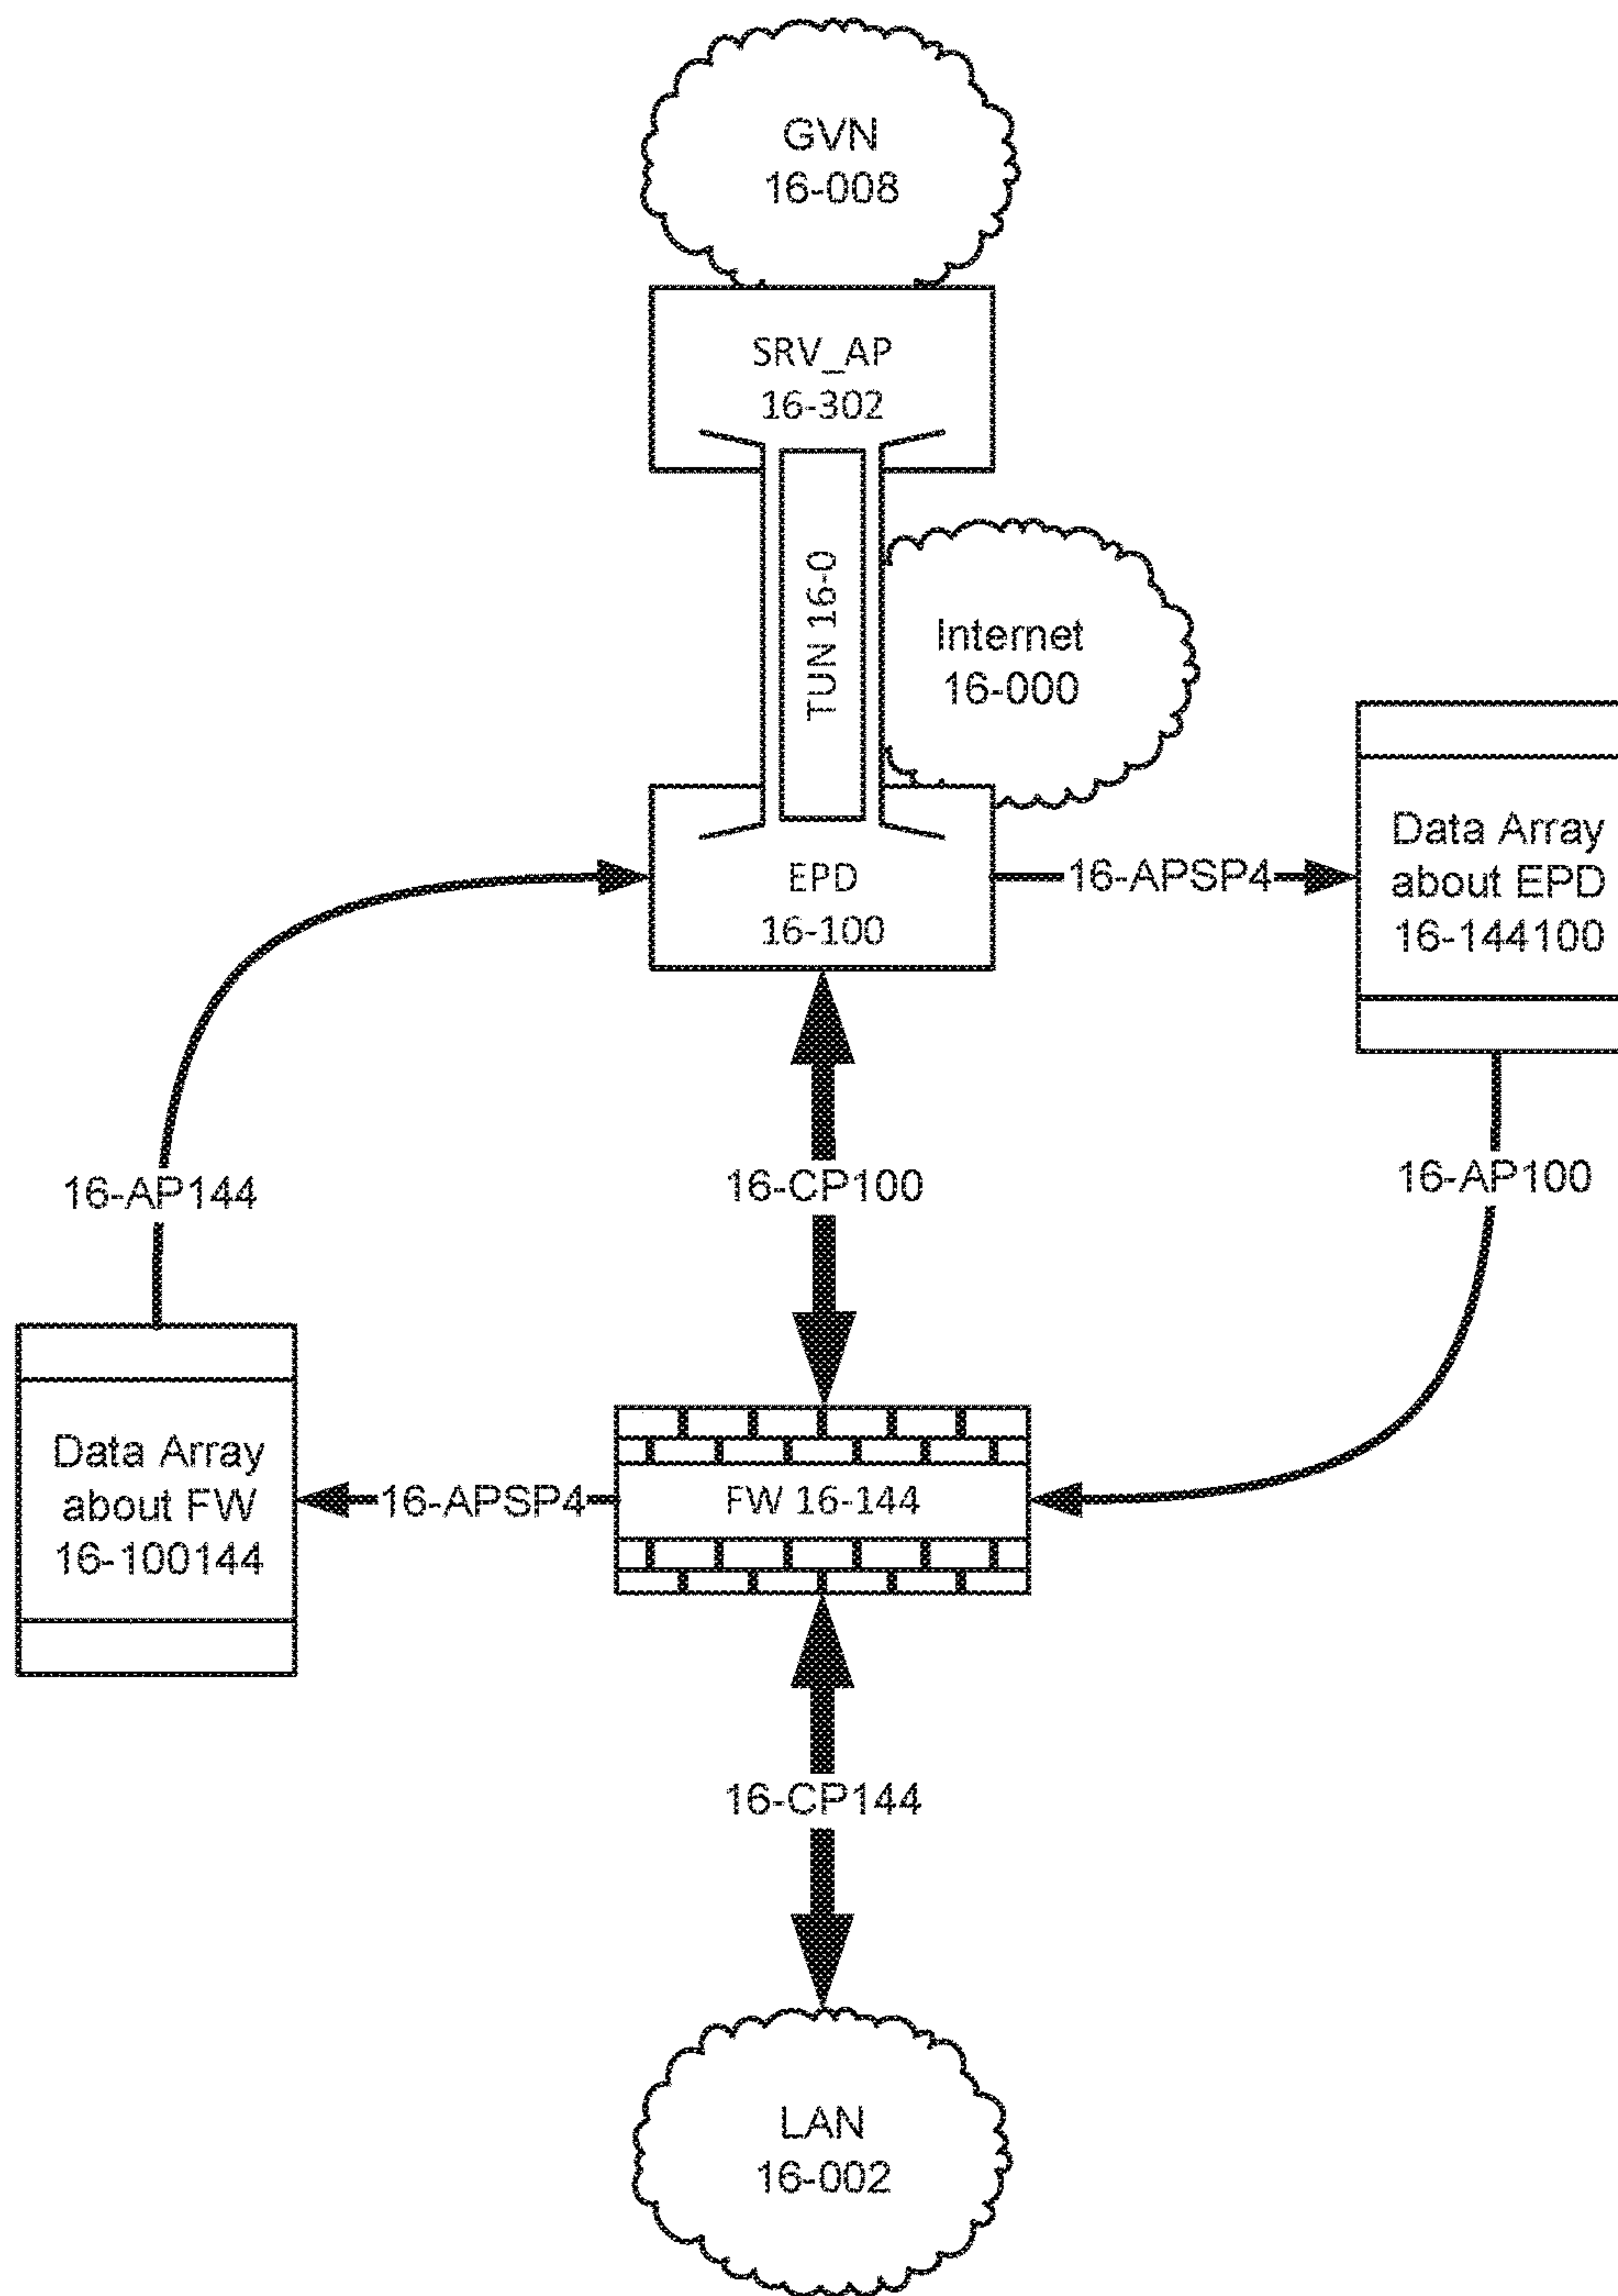 GVN
16-008
SRV_AP
16-302
TUN 16-0
Internet
16-000
EPD
16-100
16-APSP4
Data Array
about EPD
16-144100
16-AP144
16-CP100
16-AP100
Data Array
about FW
16-100144
16-APSP4
FW 16-144
16-CP144
LAN
16-002